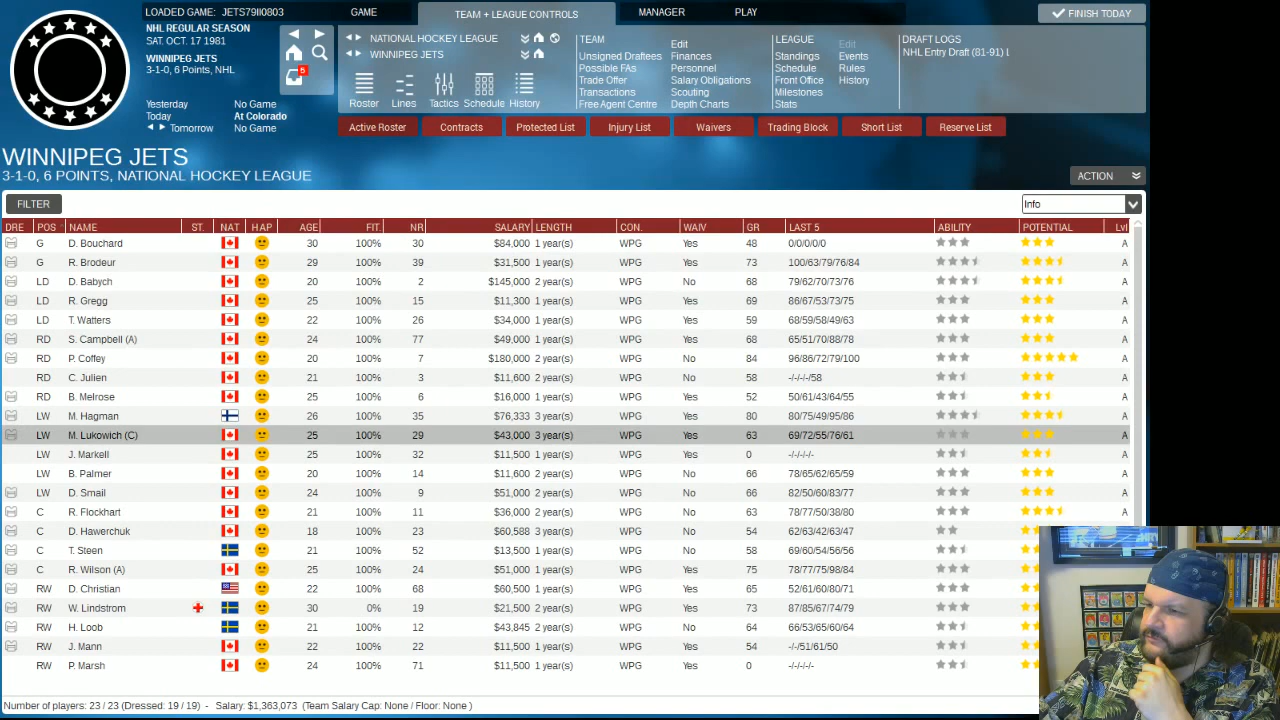 LOADED GAME: JETS79II0803 GAME TEAM + LEAGUE CONTROLS MANAGER PLAY FINISH TODAY
NHL REGULAR SEASON
SAT. OCT. 17 1981
WINNIPEG JETS
3-1-0, 6 POINTS, NHL
Yesterday No Game
Today At Colorado
Tomorrow No Game
5
NATIONAL HOCKEY LEAGUE
WINNIPEG JETS
Roster Lines Tactics Schedule History
TEAM
Unsigned Draftees
Possible FAs
Trade Offer
Transactions
Free Agent Centre
Edit
Finances
Personnel
Salary Obligations
Scouting
Depth Charts
LEAGUE
Standings
Schedule
Front Office
Milestones
Stats
Edit
Events
Rules
History
DRAFT LOGS
NHL Entry Draft (81-91) L
Active Roster Contracts Protected List Injury List Waivers Trading Block Short List Reserve List
WINNIPEG JETS
3-1-0, 6 POINTS, NATIONAL HOCKEY LEAGUE
ACTION
FILTER Info
DRE POS NAME ST. NAT HAP AGE FIT. NR SALARY LENGTH CON. WAIV GR LAST 5 ABILITY POTENTIAL Lvl
G D. Bouchard 30 100% 30 $84,000 1 year(s) WPG Yes 48 0/0/0/0/0 A
G R. Brodeur 29 100% 39 $31,500 1 year(s) WPG Yes 73 100/63/79/76/84 A
LD D. Babych 20 100% 2 $145,000 2 year(s) WPG No 68 79/62/70/73/76 A
LD R. Gregg 25 100% 15 $11,300 1 year(s) WPG Yes 69 86/67/53/73/75 A
LD T. Watters 22 100% 26 $34,000 1 year(s) WPG Yes 59 68/59/58/49/63 A
RD S. Campbell (A) 24 100% 77 $49,000 1 year(s) WPG Yes 68 65/51/70/88/78 A
RD P. Coffey 20 100% 7 $180,000 2 year(s) WPG No 84 96/86/72/79/100 A
RD C. Julien 21 100% 3 $11,600 2 year(s) WPG No 58 -/-/-/-/58 A
RD B. Melrose 25 100% 6 $16,000 1 year(s) WPG Yes 52 50/61/43/64/55 A
LW M. Hagman 26 100% 35 $76,333 3 year(s) WPG Yes 80 80/75/49/95/86 A
LW M. Lukowich (C) 25 100% 29 $43,000 3 year(s) WPG Yes 63 69/72/55/76/61 A
LW J. Markell 25 100% 32 $11,500 1 year(s) WPG Yes 0 -/-/-/-/- A
LW B. Palmer 20 100% 14 $11,600 2 year(s) WPG No 66 78/65/62/65/59 A
LW D. Smail 24 100% 9 $51,000 2 year(s) WPG No 66 82/50/60/83/77 A
C R. Flockhart 21 100% 11 $36,000 2 year(s) WPG No 63 78/77/50/38/80 A
C D. Hawerchuk 18 100% 23 $60,588 3 year(s) WPG No 54 62/63/42/63/47
C T. Steen 21 100% 52 $13,500 1 year(s) WPG No 58 69/60/54/56/56
C R. Wilson (A) 25 100% 24 $51,000 1 year(s) WPG Yes 75 78/77/75/98/84
RW D. Christian 22 100% 68 $60,500 1 year(s) WPG Yes 65 52/61/60/80/71
RW W. Lindstrom 30 0% 19 $21,500 2 year(s) WPG Yes 73 87/85/67/74/79
RW H. Loob 21 100% 12 $43,845 2 year(s) WPG No 64 66/53/65/60/64
RW J. Mann 22 100% 22 $11,500 1 year(s) WPG Yes 54 -/-/51/61/50
RW P. Marsh 24 100% 71 $11,500 1 year(s) WPG Yes 0 -/-/-/-/-
Number of players: 23 / 23 (Dressed: 19 / 19) - Salary: $1,363,073 (Team Salary Cap: None / Floor: None )